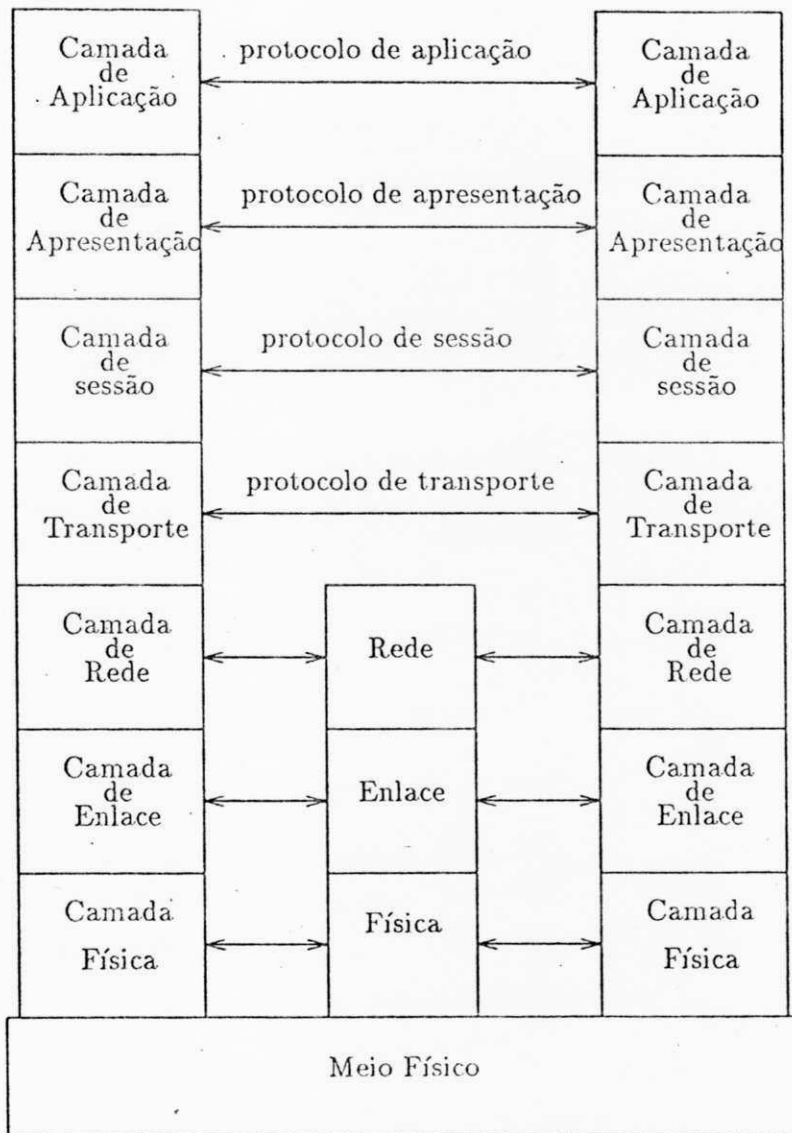 Camada
de
Aplicação
protocolo de aplicação
Camada
de
Aplicação
Camada
de
Apresentação
protocolo de apresentação
Camada
de
Apresentação
Camada
de
sessão
protocolo de sessão
Camada
de
sessão
Camada
de
Transporte
protocolo de transporte
Camada
de
Transporte
Camada
de
Rede
Rede
Camada
de
Rede
Camada
de
Enlace
Enlace
Camada
de
Enlace
Camada
Física
Física
Camada
Física
Meio Físico